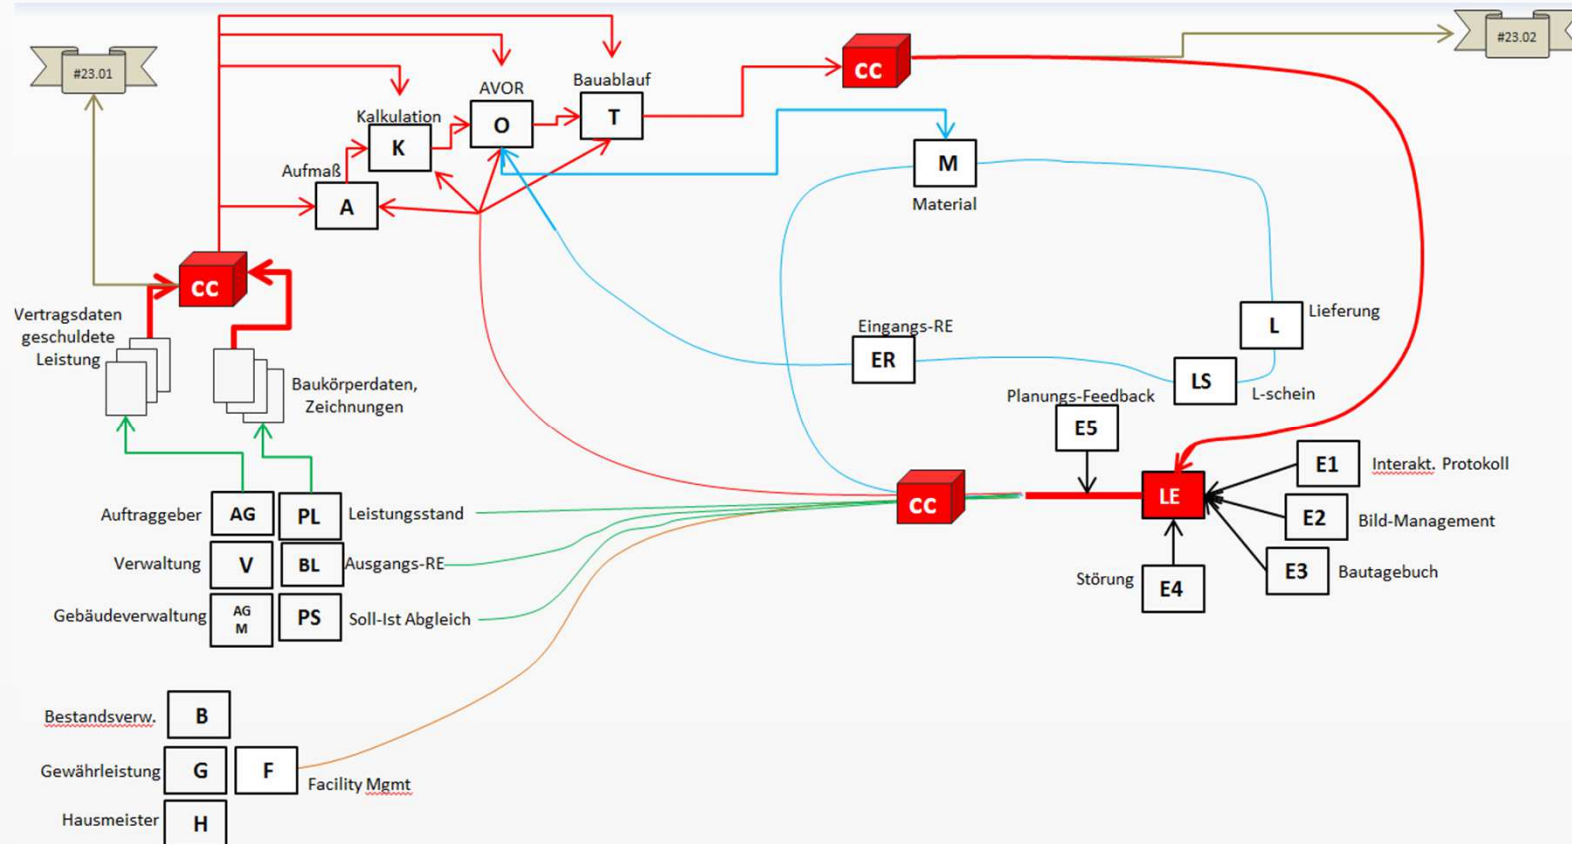 #23.01
#23.02
CC
Bauablauf
AVOR
T
Kalkulation
O
K
Aufmaß
A
M
Material
CC
Vertragsdaten
geschuldete
Leistung
Baukörperdaten,
Zeichnungen
L
Lieferung
Eingangs-RE
ER
LS
L-schein
Planungs-Feedback
E5
E1
Interakt. Protokoll
LE
CC
E2
Bild-Management
E3
Bautagebuch
Störung
E4
Auftraggeber
AG
PL
Leistungsstand
Verwaltung
V
BL
Ausgangs-RE
Gebäudeverwaltung
AG
M
PS
Soll-Ist Abgleich
Bestandsverw.
B
Gewährleistung
G
F
Facility Mgmt
Hausmeister
H